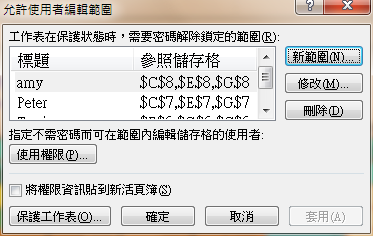 允許使用者編輯範圍
工作表在保護狀態時，需要密碼解除鎖定的範圍(R):
標題 參照儲存格
amy $C$8,$E$8,$G$8
Peter $C$7,$E$7,$G$7
新範圍(N)...
修改(M)...
刪除(D)
指定不需密碼而可在範圍內編輯儲存格的使用者:
使用權限(P)...
將權限資訊貼到新活頁簿(S)
保護工作表(O)... 確定 取消 套用(A)